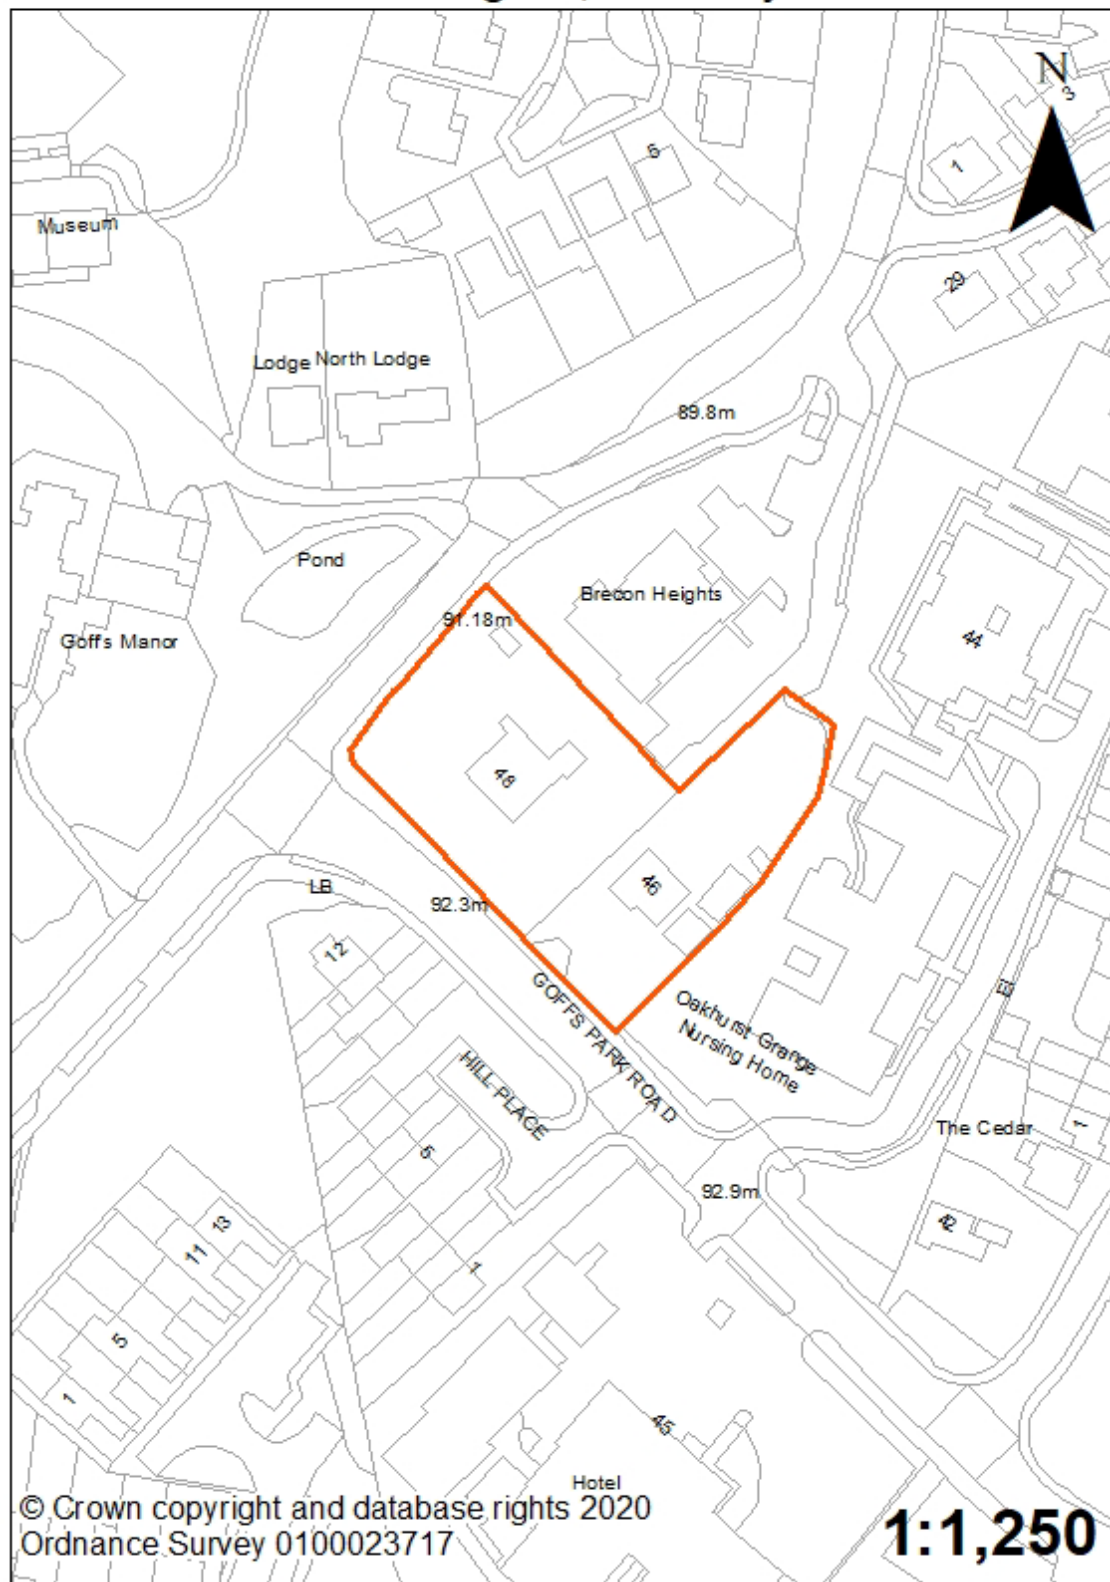 N
3
1
6
Museum
29
Lodge
North Lodge
89.8m
Pond
Brecon Heights
91.18m
Goffs Manor
44
48
46
LB
92.3m
12
GOFFS PARK ROAD
Oakhurst Grange
Nursing Home
El
HILL PLACE
The Cedar
1
5
92.9m
42
13
11
1
5
1
45
Hotel
© Crown copyright and database rights 2020
Ordnance Survey 0100023717
1:1,250